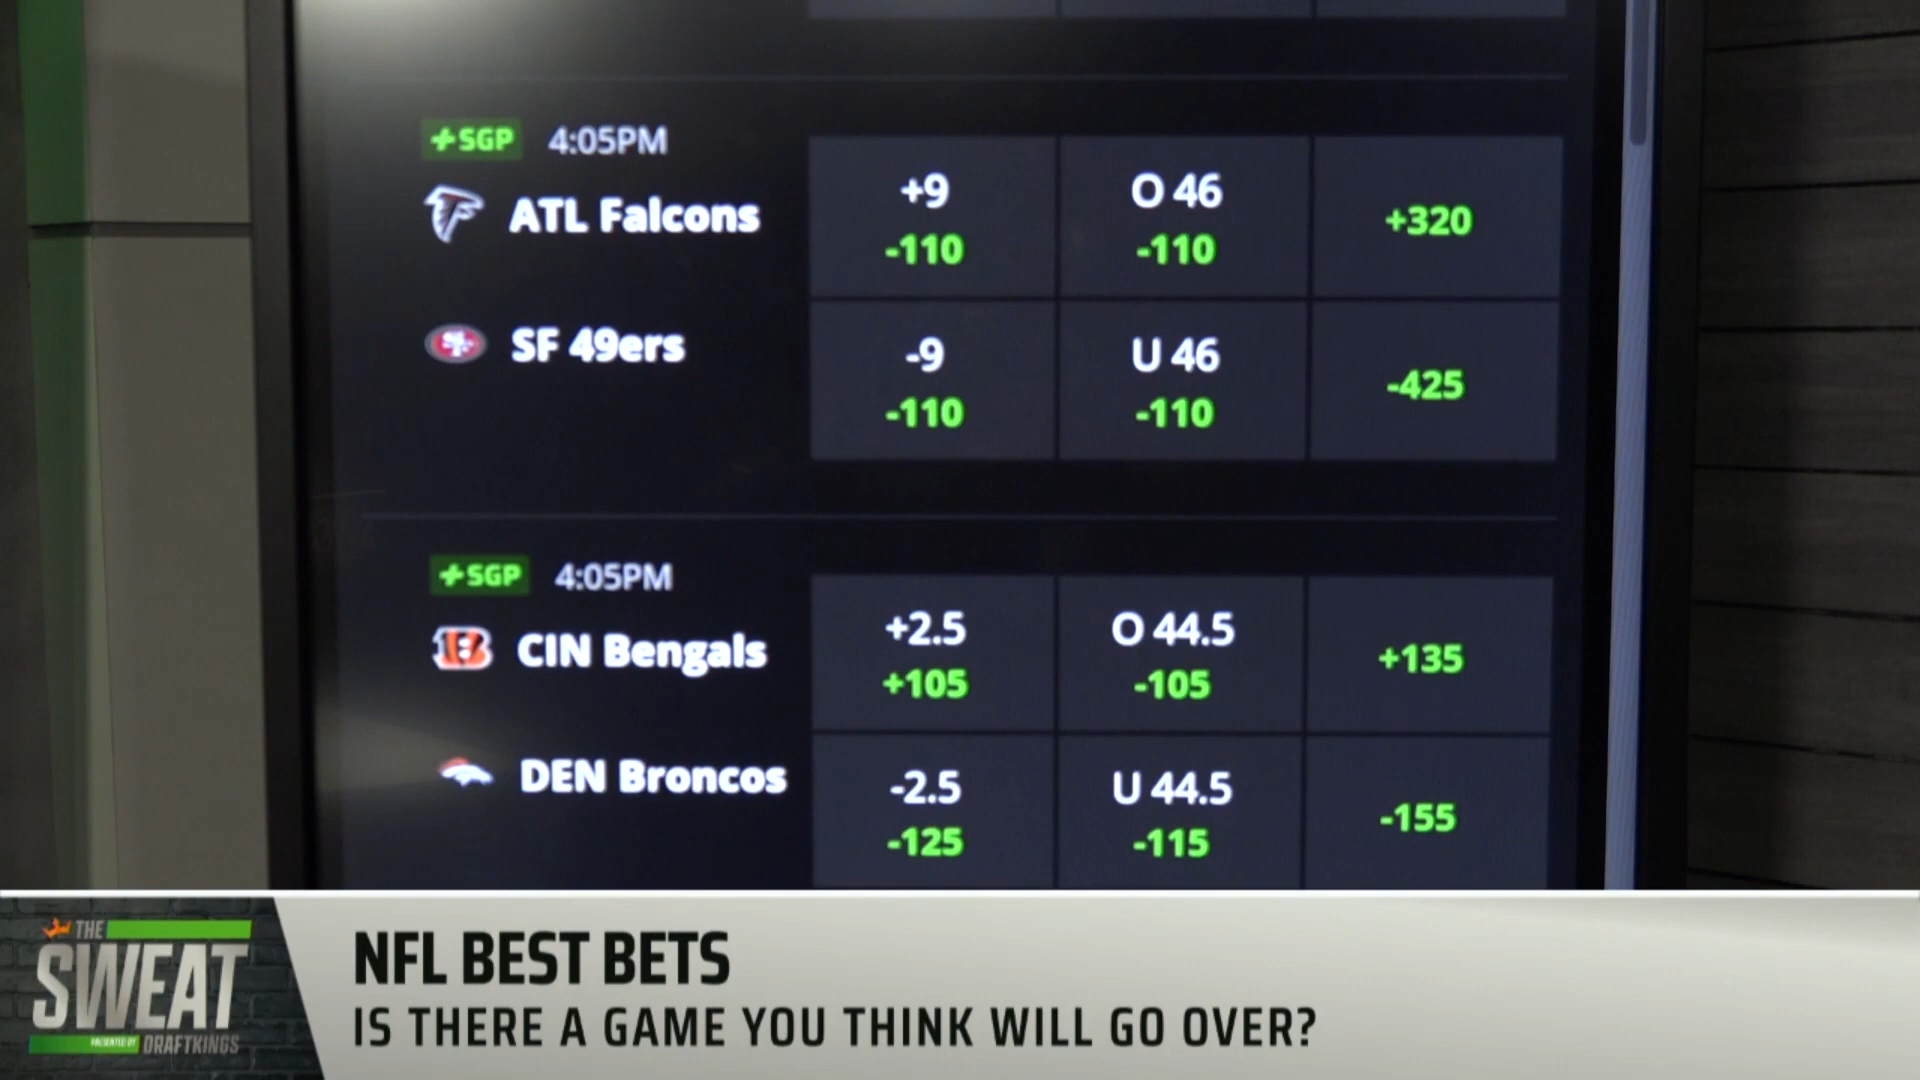 +SGP 4:05PM
ATL Falcons
+9
-110
O 46
-110
+320
SF 49ers
-9
-110
U 46
-110
-425
+SGP 4:05PM
CIN Bengals
+2.5
+105
O 44.5
-105
+135
DEN Broncos
-2.5
-125
U 44.5
-115
-155
THE
SWEAT
PRESENTED BY DRAFTKINGS
NFL BEST BETS
IS THERE A GAME YOU THINK WILL GO OVER?